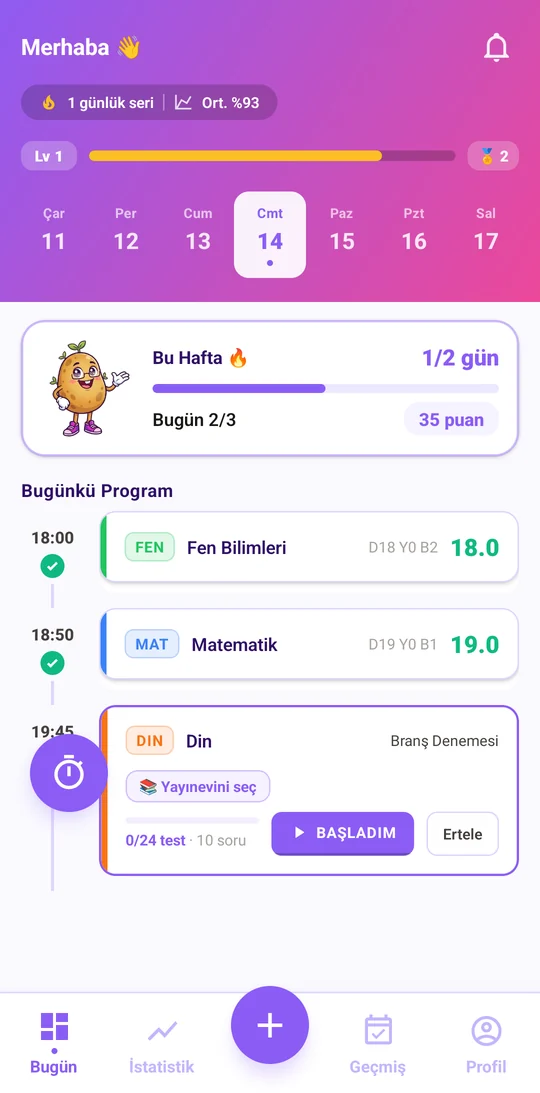 Merhaba 👋
🔥 1 günlük seri | Ort. %93
Lv 1
🏅 2
Çar Per Cum Cmt Paz Pzt Sal
11 12 13 14 15 16 17
Bu Hafta 🔥 1/2 gün
Bugün 2/3 35 puan
Bugünkü Program
18:00
FEN Fen Bilimleri D18 Y0 B2 18.0
18:50
MAT Matematik D19 Y0 B1 19.0
19:45
DIN Din Branş Denemesi
📚 Yayınevini seç
0/24 test · 10 soru
BAŞLADIM
Ertele
Bugün İstatistik Geçmiş Profil